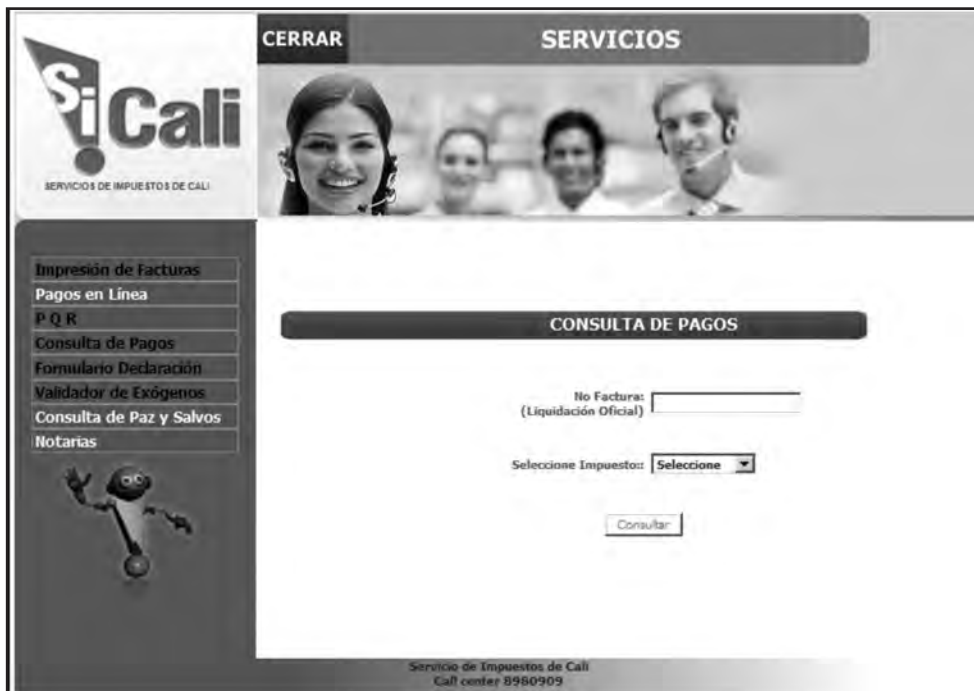 CERRAR
SERVICIOS
Si Cali
SERVICIOS DE IMPUESTOS DE CALI
Impresión de Facturas
Pagos en Línea
P Q R
Consulta de Pagos
Formulario Declaración
Validador de Exógenos
Consulta de Paz y Salvos
Notarías
CONSULTA DE PAGOS
No Factura:
(Liquidación Oficial)
Seleccione Impuesto:: Seleccione
Consultar
Servicio de Impuestos de Cali
Call center 8980909